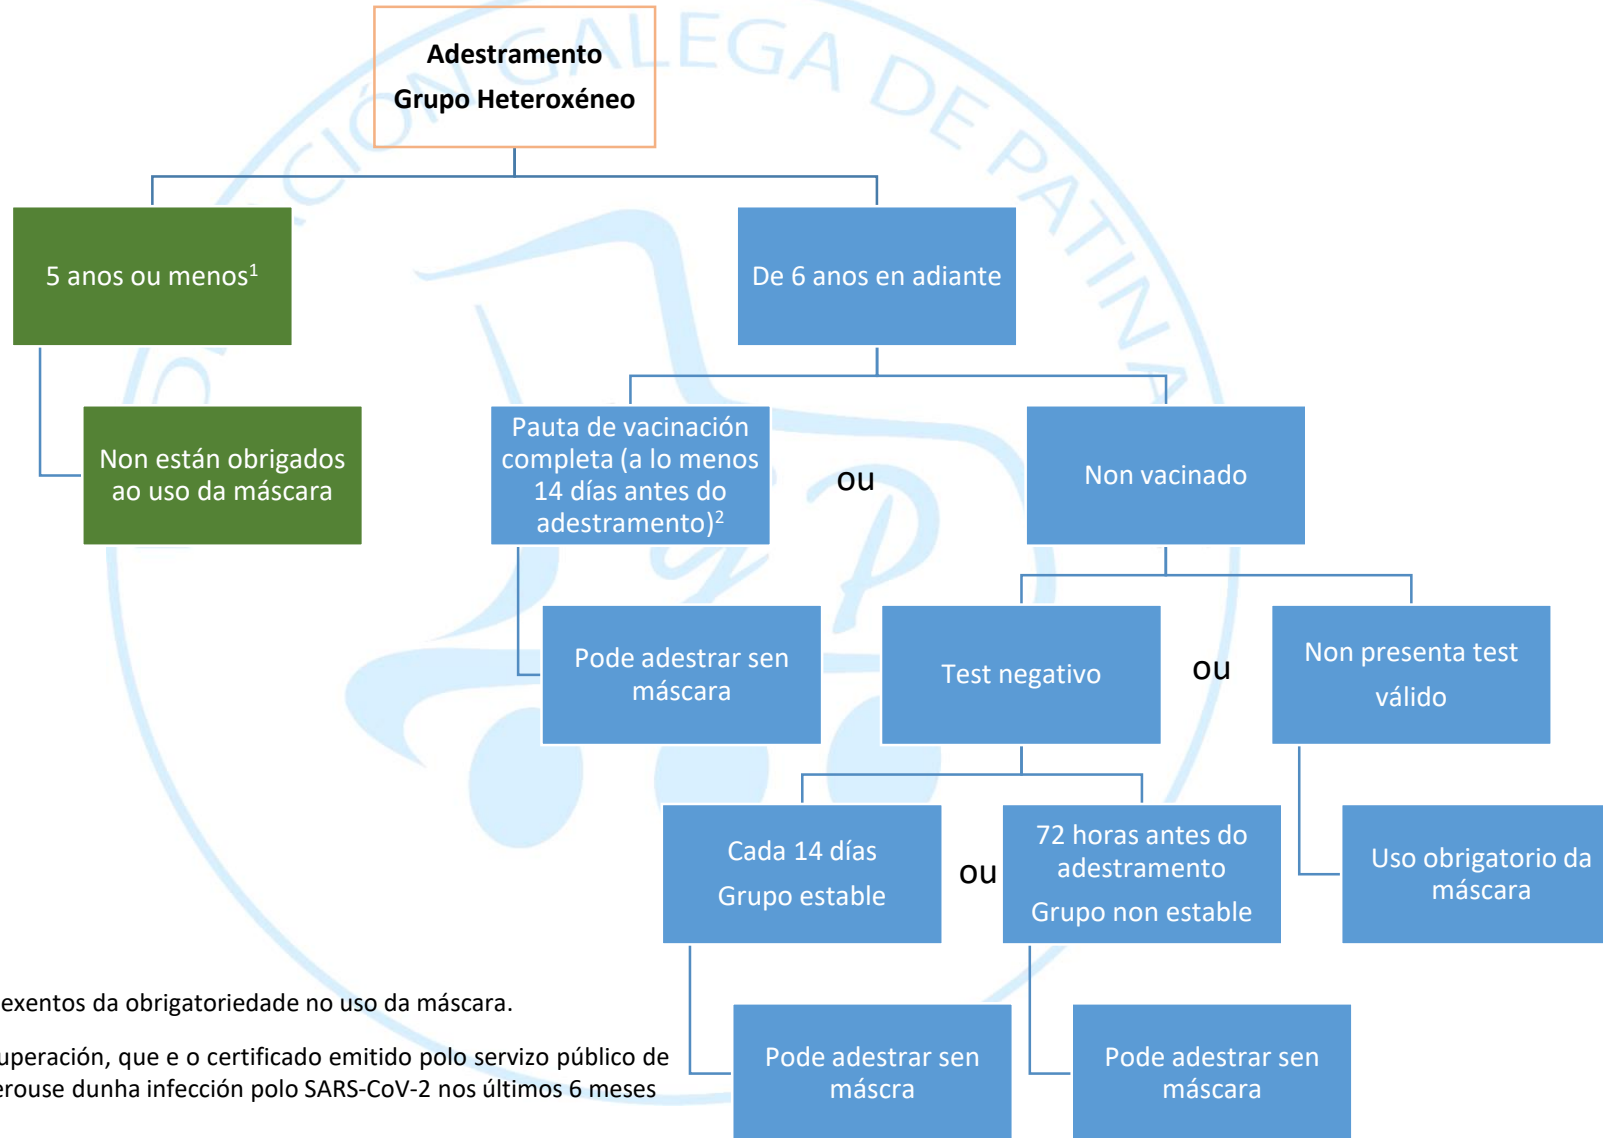 Adestramento
Grupo Heteroxéneo
5 anos ou menos1
De 6 anos en adiante
Non están obrigados
ao uso da máscara
Pauta de vacinación
completa (a lo menos
14 días antes do
adestramento)2
ou
Non vacinado
Pode adestrar sen
máscara
Test negativo
ou
Non presenta test
válido
Cada 14 días
Grupo estable
ou
72 horas antes do
adestramento
Grupo non estable
Uso obrigatorio da
máscara
Pode adestrar sen
máscra
Pode adestrar sen
máscara
exentos da obrigatoriedade no uso da máscara.
uperación, que e o certificado emitido polo servizo público de
erouse dunha infección polo SARS-CoV-2 nos últimos 6 meses
ACIÓN GALEGA DE PATINA